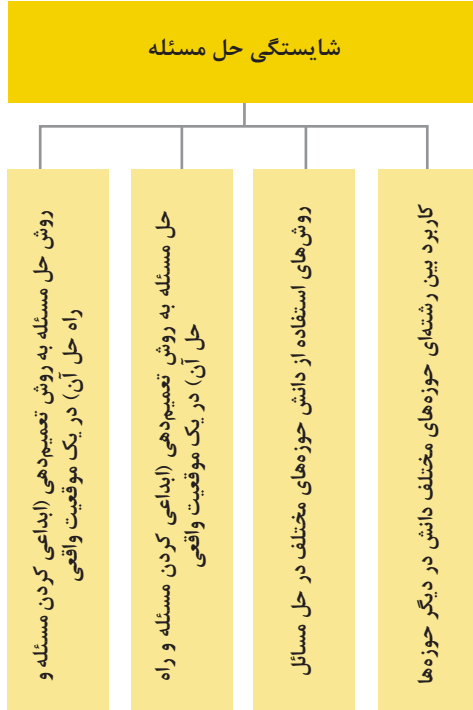 شایستگی حل مسئله
کاربرد بین رشته‌ای حوزه‌های مختلف دانش در دیگر حوزه‌ها
روش‌های استفاده از دانش حوزه‌های مختلف در حل مسائل
حل مسئله به روش تعمیم‌دهی (ابداعی کردن مسئله و راه
حل آن) در یک موقعیت واقعی
روش حل مسئله به روش تعمیم‌دهی (ابداعی کردن مسئله و
راه حل آن) در یک موقعیت واقعی